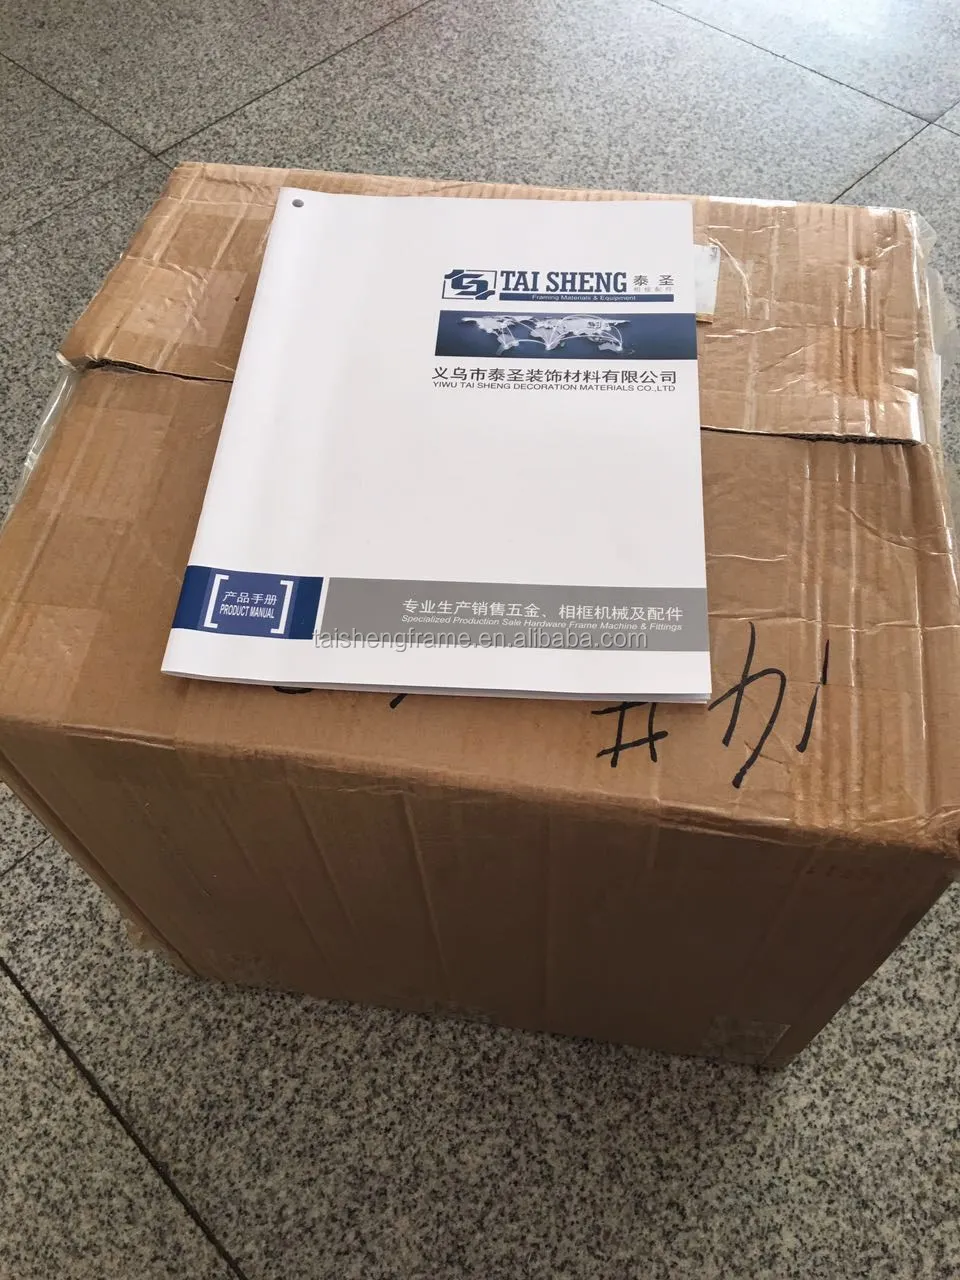 TAI SHENG 泰圣
Framing Materials & Equipment 相框配件
义乌市泰圣装饰材料有限公司
YIWU TAI SHENG DECORATION MATERIALS CO.,LTD
产品手册
PRODUCT MANUAL
专业生产销售五金、相框机械及配件
Specialized Production Sale Hardware Frame Machine & Fittings
taishengframe.en.alibaba.com